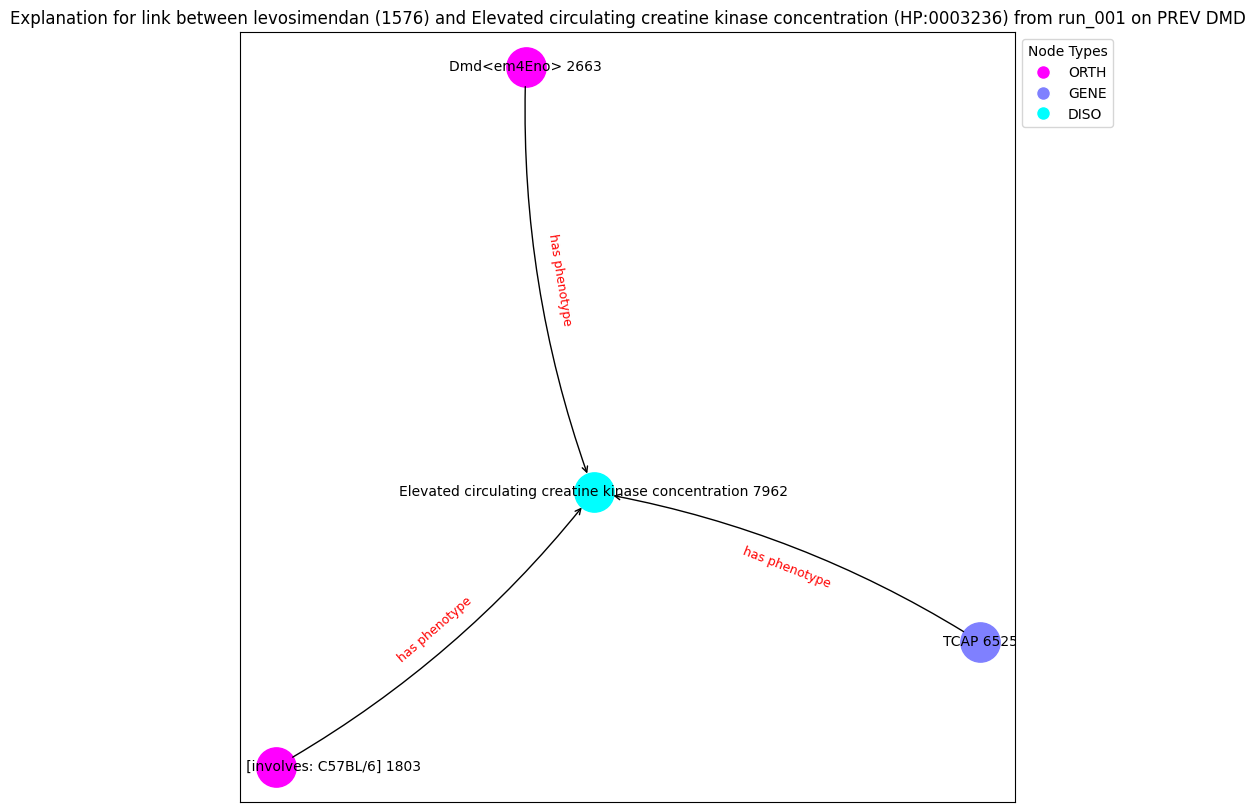 Explanation for link between levosimendan (1576) and Elevated circulating creatine kinase concentration (HP:0003236) from run_001 on PREV DMD
Node Types
ORTH
GENE
DISO
Dmd<em4Eno> 2663
has phenotype
Elevated circulating creatine kinase concentration 7962
has phenotype
has phenotype
TCAP 6525
[involves: C57BL/6] 1803